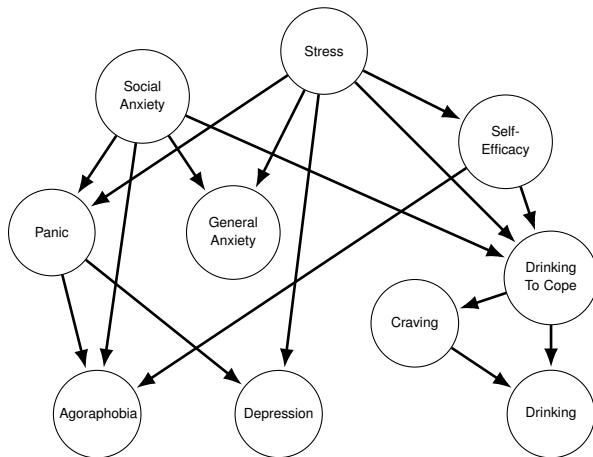 Stress
Social
Anxiety
Self-
Efficacy
Panic
General
Anxiety
Drinking
To Cope
Craving
Agoraphobia
Depression
Drinking